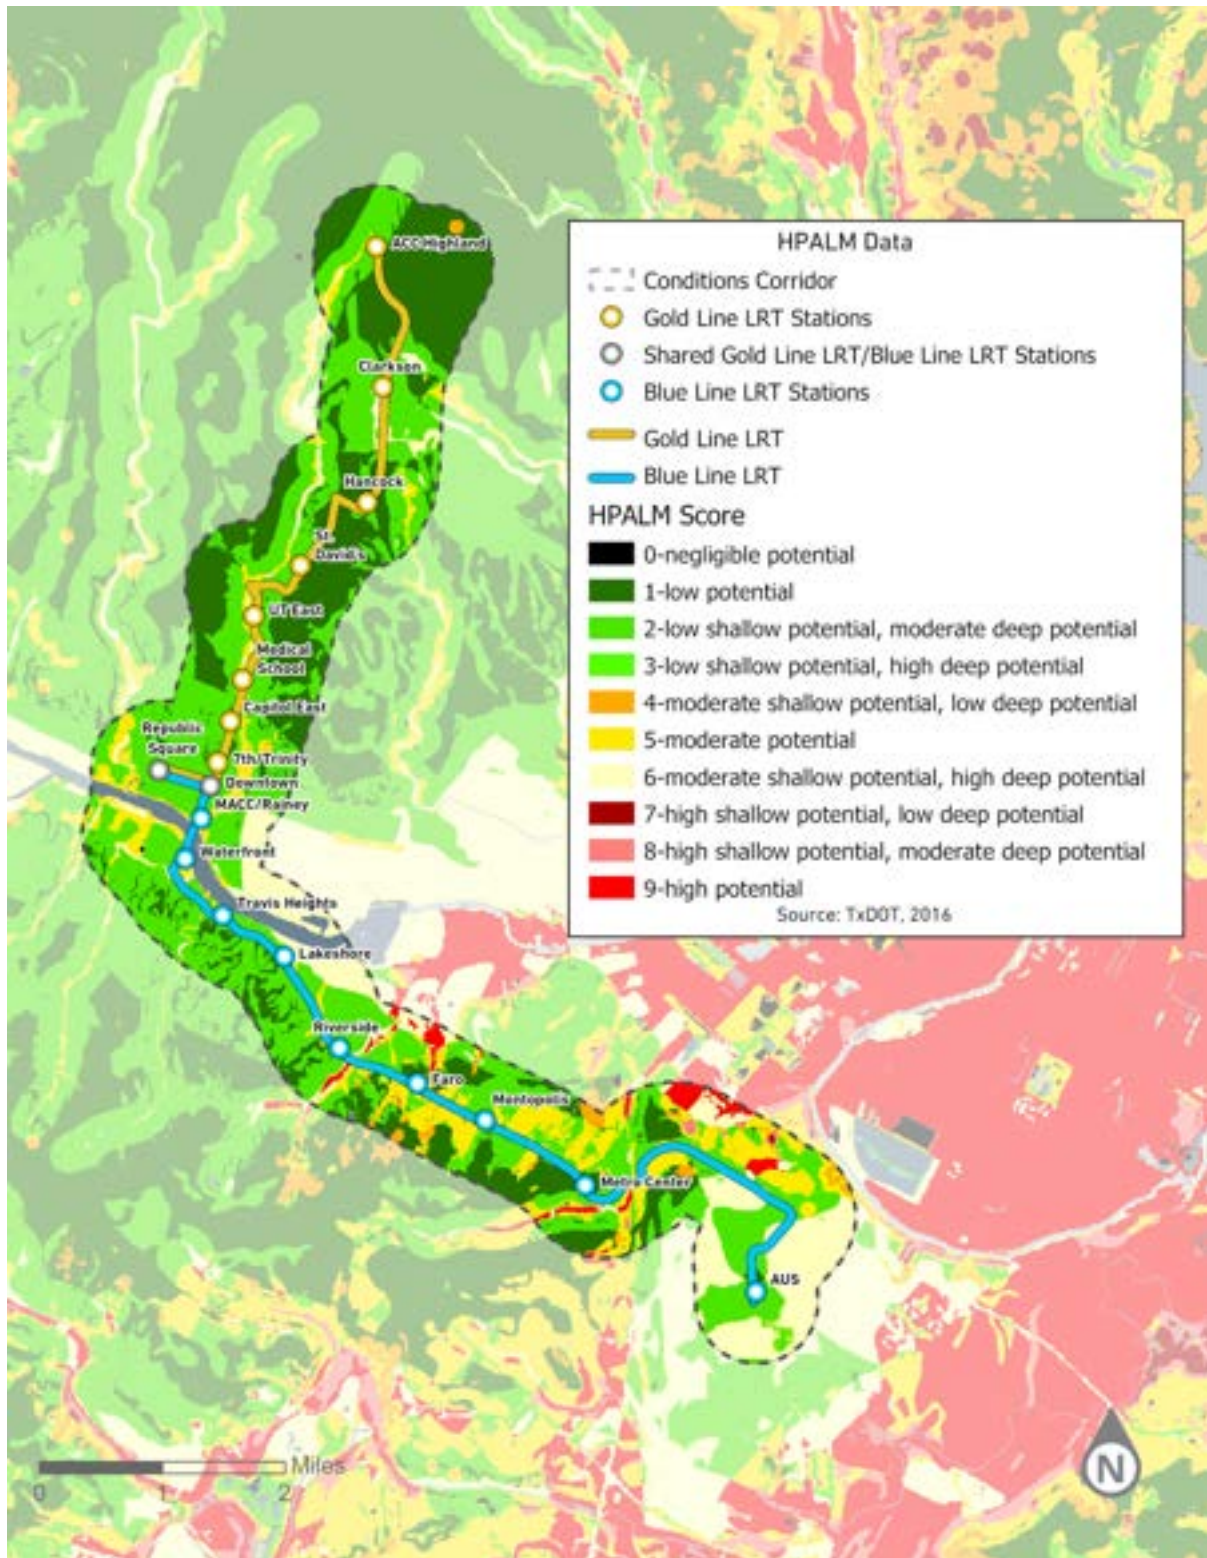 ACC/Highland
Clarkson
Hancock
St.
David's
UT East
Medical
School
Capitol East
Republic
Square
7th/Trinity
Downtown
MACC/Rainey
Waterfront
Travis Heights
Lakeshore
Riverside
Faro
Montopolis
Metro Center
AUS
HPALM Data
Conditions Corridor
Gold Line LRT Stations
Shared Gold Line LRT/Blue Line LRT Stations
Blue Line LRT Stations
Gold Line LRT
Blue Line LRT
HPALM Score
0-negligible potential
1-low potential
2-low shallow potential, moderate deep potential
3-low shallow potential, high deep potential
4-moderate shallow potential, low deep potential
5-moderate potential
6-moderate shallow potential, high deep potential
7-high shallow potential, low deep potential
8-high shallow potential, moderate deep potential
9-high potential
Source: TxDOT, 2016
Miles
0 1 2
N